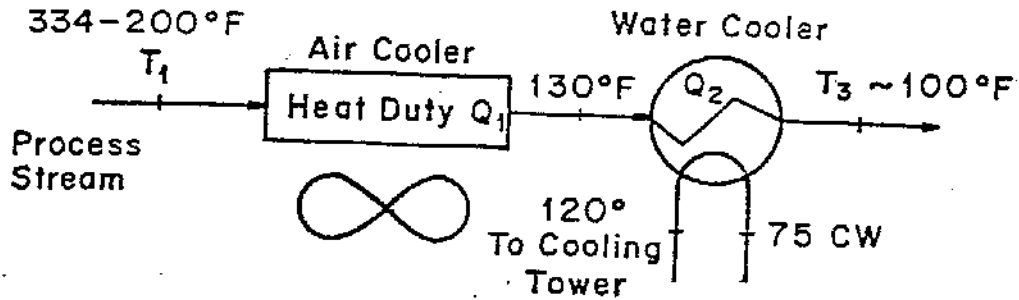 334-200°F
T₁
Air Cooler
Heat Duty Q₁
Process
Stream
130°F
Water Cooler
Q₂
T₃ ~100°F
120°
To Cooling
Tower
75 CW